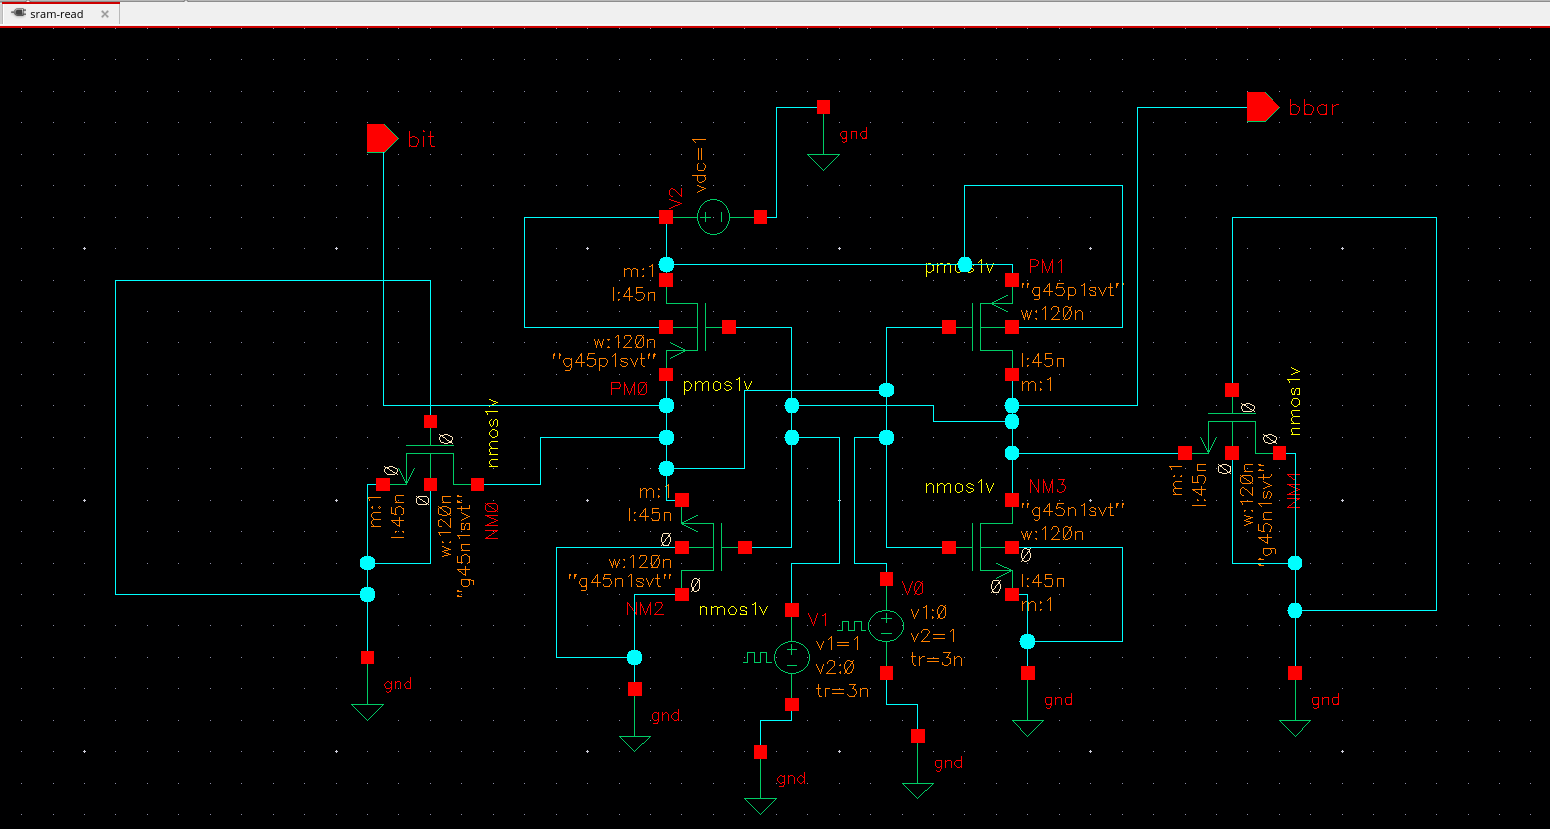 sram-read
bbar
bit
gnd
vdc=1
V2
m:1
l:45n
w:120n
"g45p1svt"
PM0
pmos1v
pmos1v
PM1
"g45p1svt"
w:120n
l:45n
m:1
nmos1v
0
0
0
m:1
l:45n
w:120n
"g45n1svt"
NM0
gnd
m:1
l:45n
0
w:120n
"g45n1svt"
0
NM2
nmos1v
gnd
nmos1v
NM3
"g45n1svt"
w:120n
0
0
l:45n
m:1
gnd
V1
v1=1
v2:0
tr=3n
gnd
V0
v1:0
v2=1
tr=3n
gnd
nmos1v
0
0
0
m:1
l:45n
w:120n
"g45n1svt"
NM4
gnd